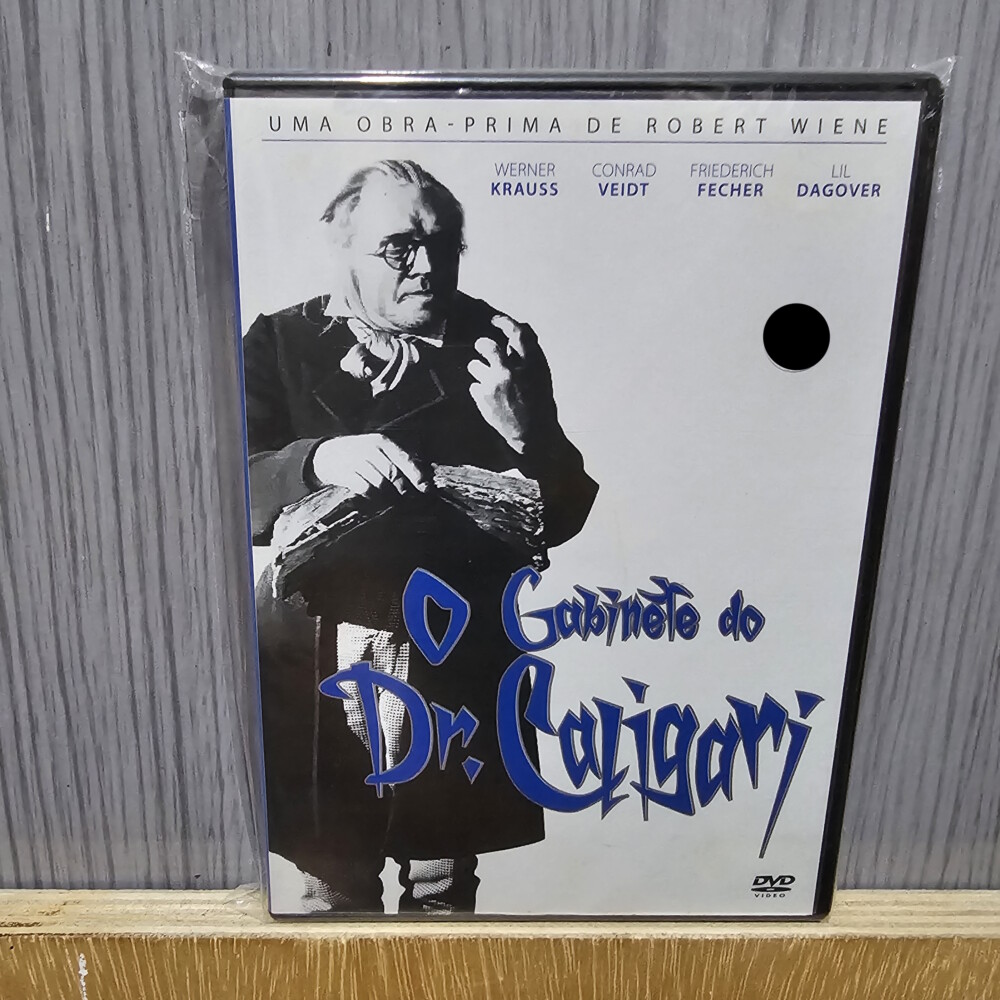 UMA OBRA-PRIMA DE ROBERT WIENE
WERNER KRAUSS
CONRAD VEIDT
FRIEDERICH FECHER
LIL DAGOVER
O Gabinete do
Dr. Caligari
DVD
VIDEO